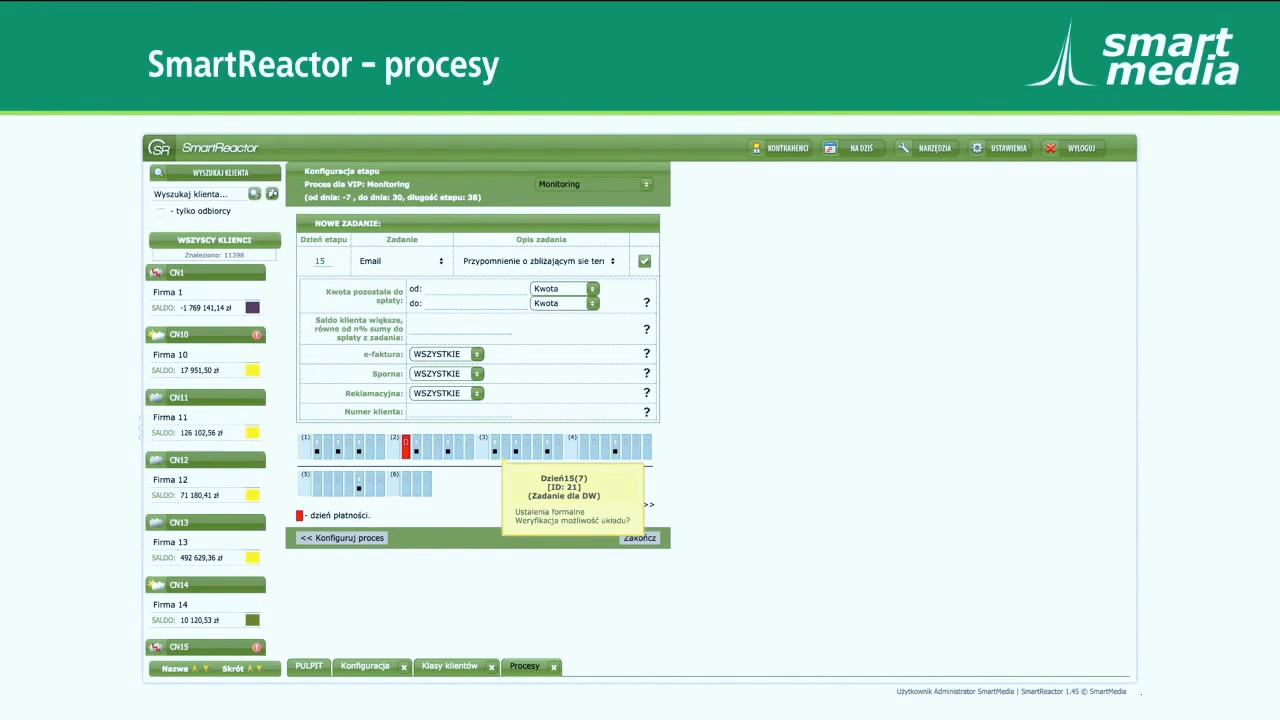 SmartReactor – procesy
smart
media
SR SmartReactor
KONTRAHENCI
NA DZIŚ
NARZĘDZIA
USTAWIENIA
WYLOGUJ
WYSZUKAJ KLIENTA
Wyszukaj klienta...
- tylko odbiorcy
WSZYSCY KLIENCI
Znaleziono: 11398
CN1
Firma 1
SALDO: -1 769 141,14 zł
CN10
Firma 10
SALDO: 17 951,50 zł
CN11
Firma 11
SALDO: 126 102,56 zł
CN12
Firma 12
SALDO: 71 180,41 zł
CN13
Firma 13
SALDO: 492 629,36 zł
CN14
Firma 14
SALDO: 10 120,53 zł
CN15
Nazwa
Skrót
Konfiguracja etapu
Proces dla VIP: Monitoring
(od dnia: -7 , do dnia: 30, długość etapu: 38)
Monitoring
NOWE ZADANIE:
Dzień etapu Zadanie Opis zadania
15 Email Przypomnienie o zbliżającym sie terr
Kwota pozostała do
spłaty:
od: Kwota
do: Kwota ?
Saldo klienta większe,
równe od n% sumy do
spłaty z zadania:
?
e-faktura: WSZYSTKIE ?
Sporna: WSZYSTKIE ?
Reklamacyjna: WSZYSTKIE ?
Numer klienta: ?
(1) (2) (3) (4)
(5) (6)
Dzień15(7)
[ID: 21]
(Zadanie dla DW)
Ustalenia formalne
Weryfikacja możliwość układu?
>>
- dzień płatności.
<< Konfiguruj proces
Zakończ
PULPIT
Konfiguracja
Klasy klientów
Procesy
Użytkownik Administrator SmartMedia | SmartReactor 1.45 © SmartMedia